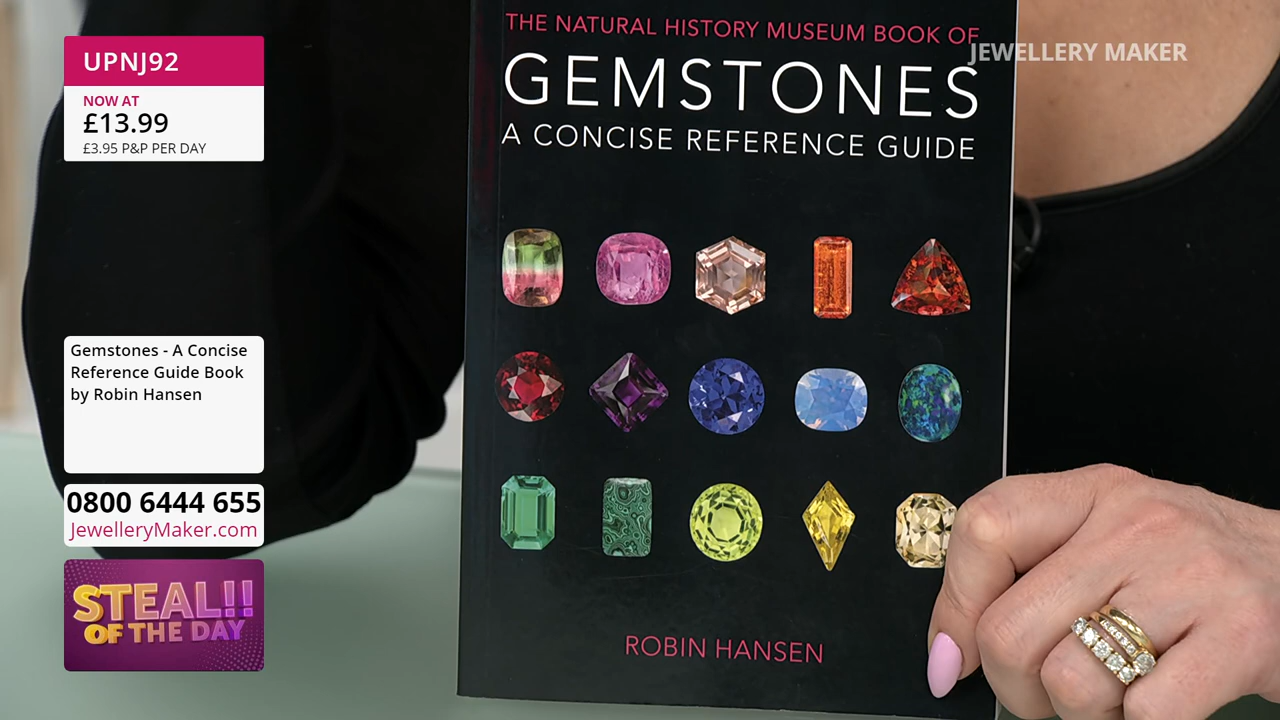 UPNJ92
NOW AT
£13.99
£3.95 P&P PER DAY
Gemstones - A Concise
Reference Guide Book
by Robin Hansen
0800 6444 655
JewelleryMaker.com
STEAL!!
OF THE DAY
THE NATURAL HISTORY MUSEUM BOOK OF
GEMSTONES
A CONCISE REFERENCE GUIDE
ROBIN HANSEN
JEWELLERY MAKER